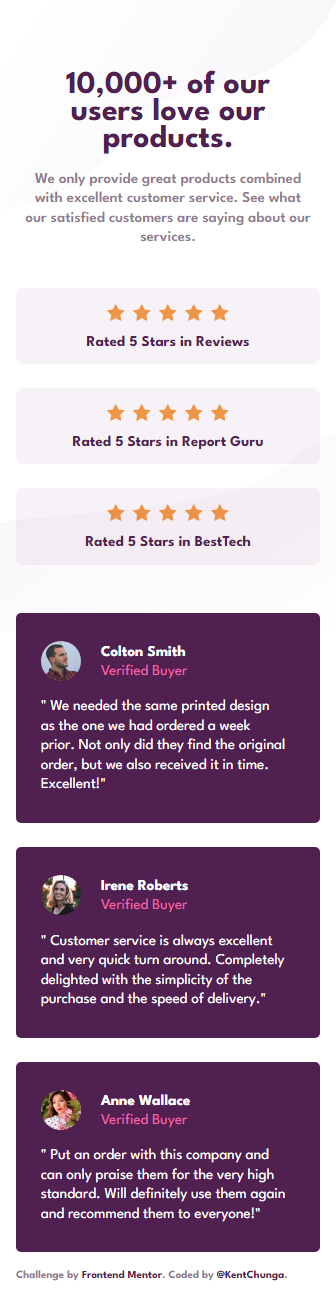 10,000+ of our
users love our
products.
We only provide great products combined
with excellent customer service. See what
our satisfied customers are saying about our
services.
Rated 5 Stars in Reviews
Rated 5 Stars in Report Guru
Rated 5 Stars in BestTech
Colton Smith
Verified Buyer
" We needed the same printed design
as the one we had ordered a week
prior. Not only did they find the original
order, but we also received it in time.
Excellent!"
Irene Roberts
Verified Buyer
" Customer service is always excellent
and very quick turn around. Completely
delighted with the simplicity of the
purchase and the speed of delivery."
Anne Wallace
Verified Buyer
" Put an order with this company and
can only praise them for the very high
standard. Will definitely use them again
and recommend them to everyone!"
Challenge by Frontend Mentor. Coded by @KentChunga.